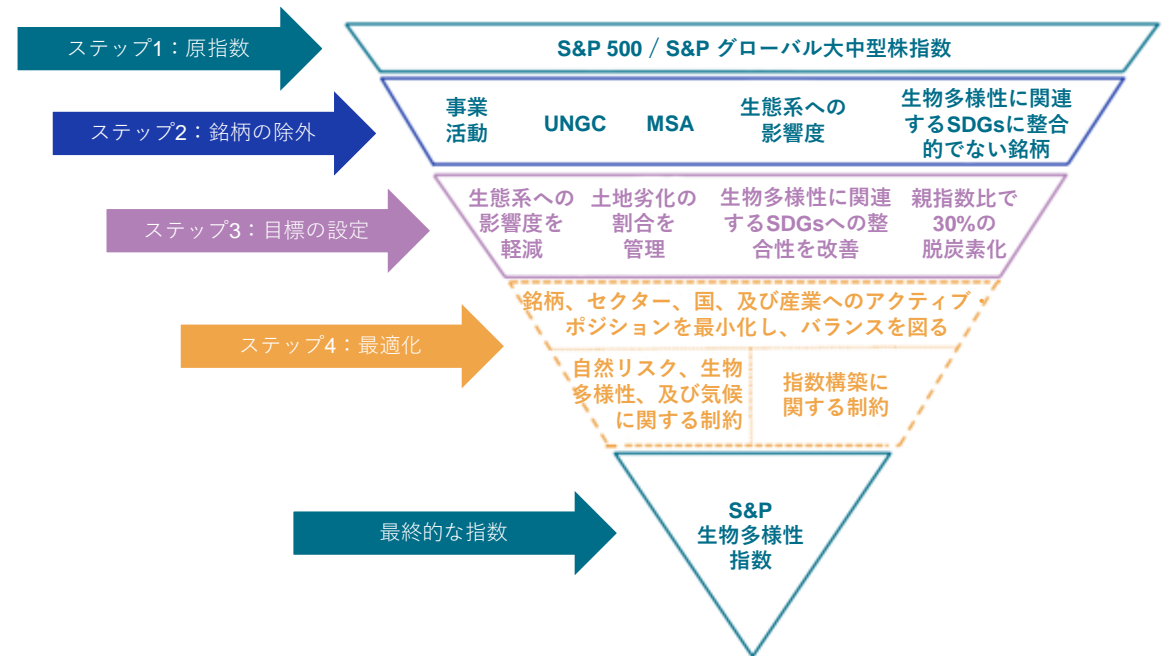 ステップ1：原指数
S&P 500 / S&P グローバル大中型株指数
ステップ2：銘柄の除外
事業
活動
UNGC
MSA
生態系への
影響度
生物多様性に関連
するSDGsに整合
的でない銘柄
ステップ3：目標の設定
生態系への
影響度を
軽減
土地劣化の
割合を
管理
生物多様性に関連
するSDGsへの整
合性を改善
親指数比で
30%の
脱炭素化
ステップ4：最適化
銘柄、セクター、国、及び産業へのアクティブ・
ポジションを最小化し、バランスを図る
自然リスク、生物
多様性、及び気候
に関する制約
指数構築に
関する制約
最終的な指数
S&P
生物多様性
指数